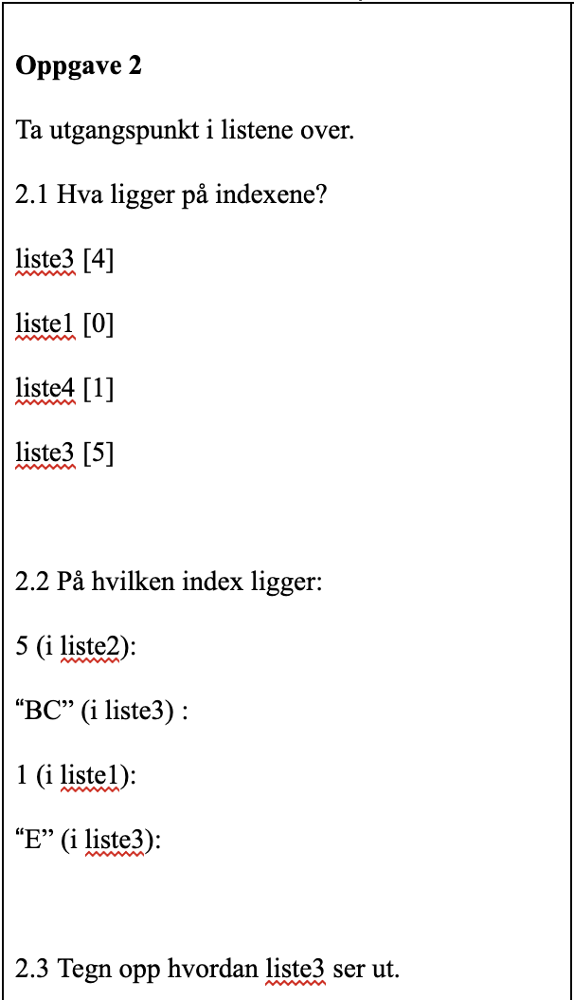 Oppgave 2
Ta utgangspunkt i listene over.
2.1 Hva ligger på indexene?
liste3 [4]
liste1 [0]
liste4 [1]
liste3 [5]
2.2 På hvilken index ligger:
5 (i liste2):
“BC” (i liste3) :
1 (i liste1):
“E” (i liste3):
2.3 Tegn opp hvordan liste3 ser ut.